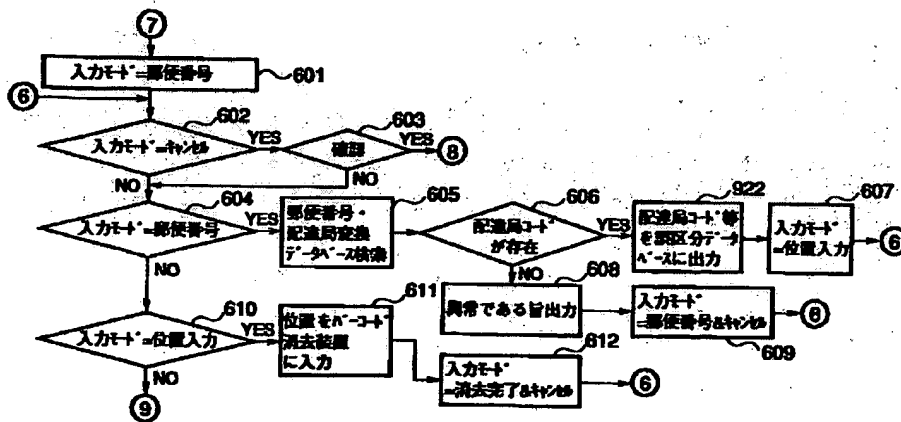 ⑦
入力モード=郵便番号
601
⑥
602
入力モード=キャンセル
YES
603
確認
YES
⑧
NO
NO
604
入力モード=郵便番号
YES
605
郵便番号・
配達局変換
データベース検索
606
配達局コード
が存在
YES
922
配達局コード等
を誤区分データ
ベースに出力
607
入力モード
=位置入力
⑥
NO
NO
608
異常である旨出力
入力モード
=郵便番号&キャンセル
609
⑥
610
入力モード=位置入力
YES
611
位置をバーコード
消去装置
に入力
612
入力モード
=消去完了&キャンセル
⑥
NO
⑨